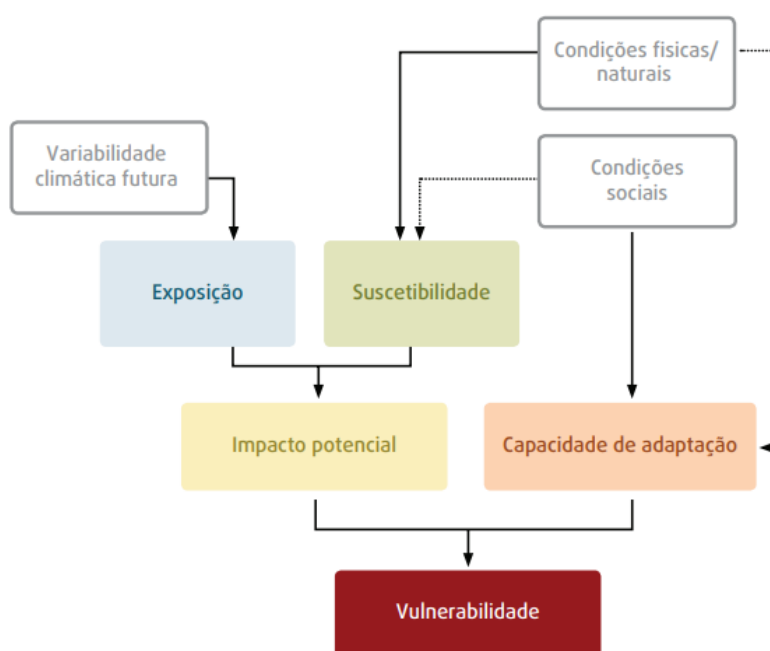 Condições fisicas/
naturais
Variabilidade
climática futura
Condições
sociais
Exposição
Suscetibilidade
Impacto potencial
Capacidade de adaptação
Vulnerabilidade